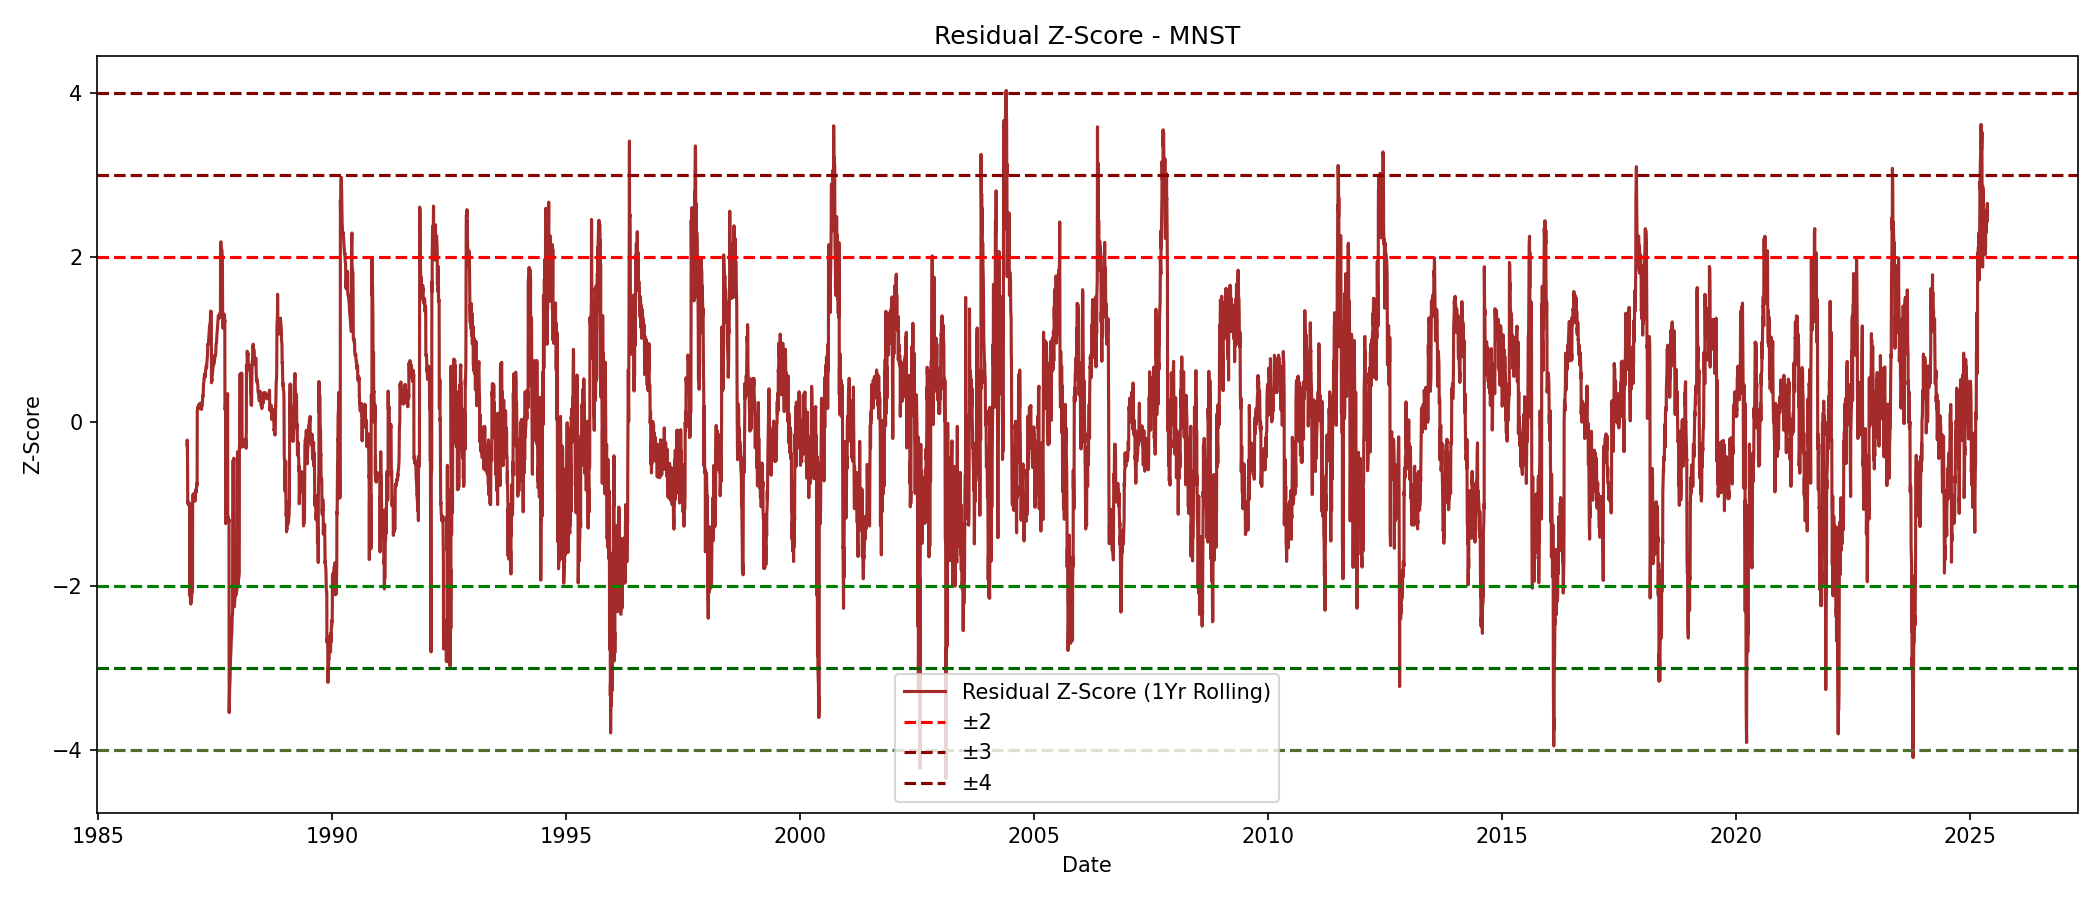 Residual Z-Score - MNST
Z-Score
4
2
0
−2
−4
Residual Z-Score (1Yr Rolling)
±2
±3
±4
1985 1990 1995 2000 2005 2010 2015 2020 2025
Date